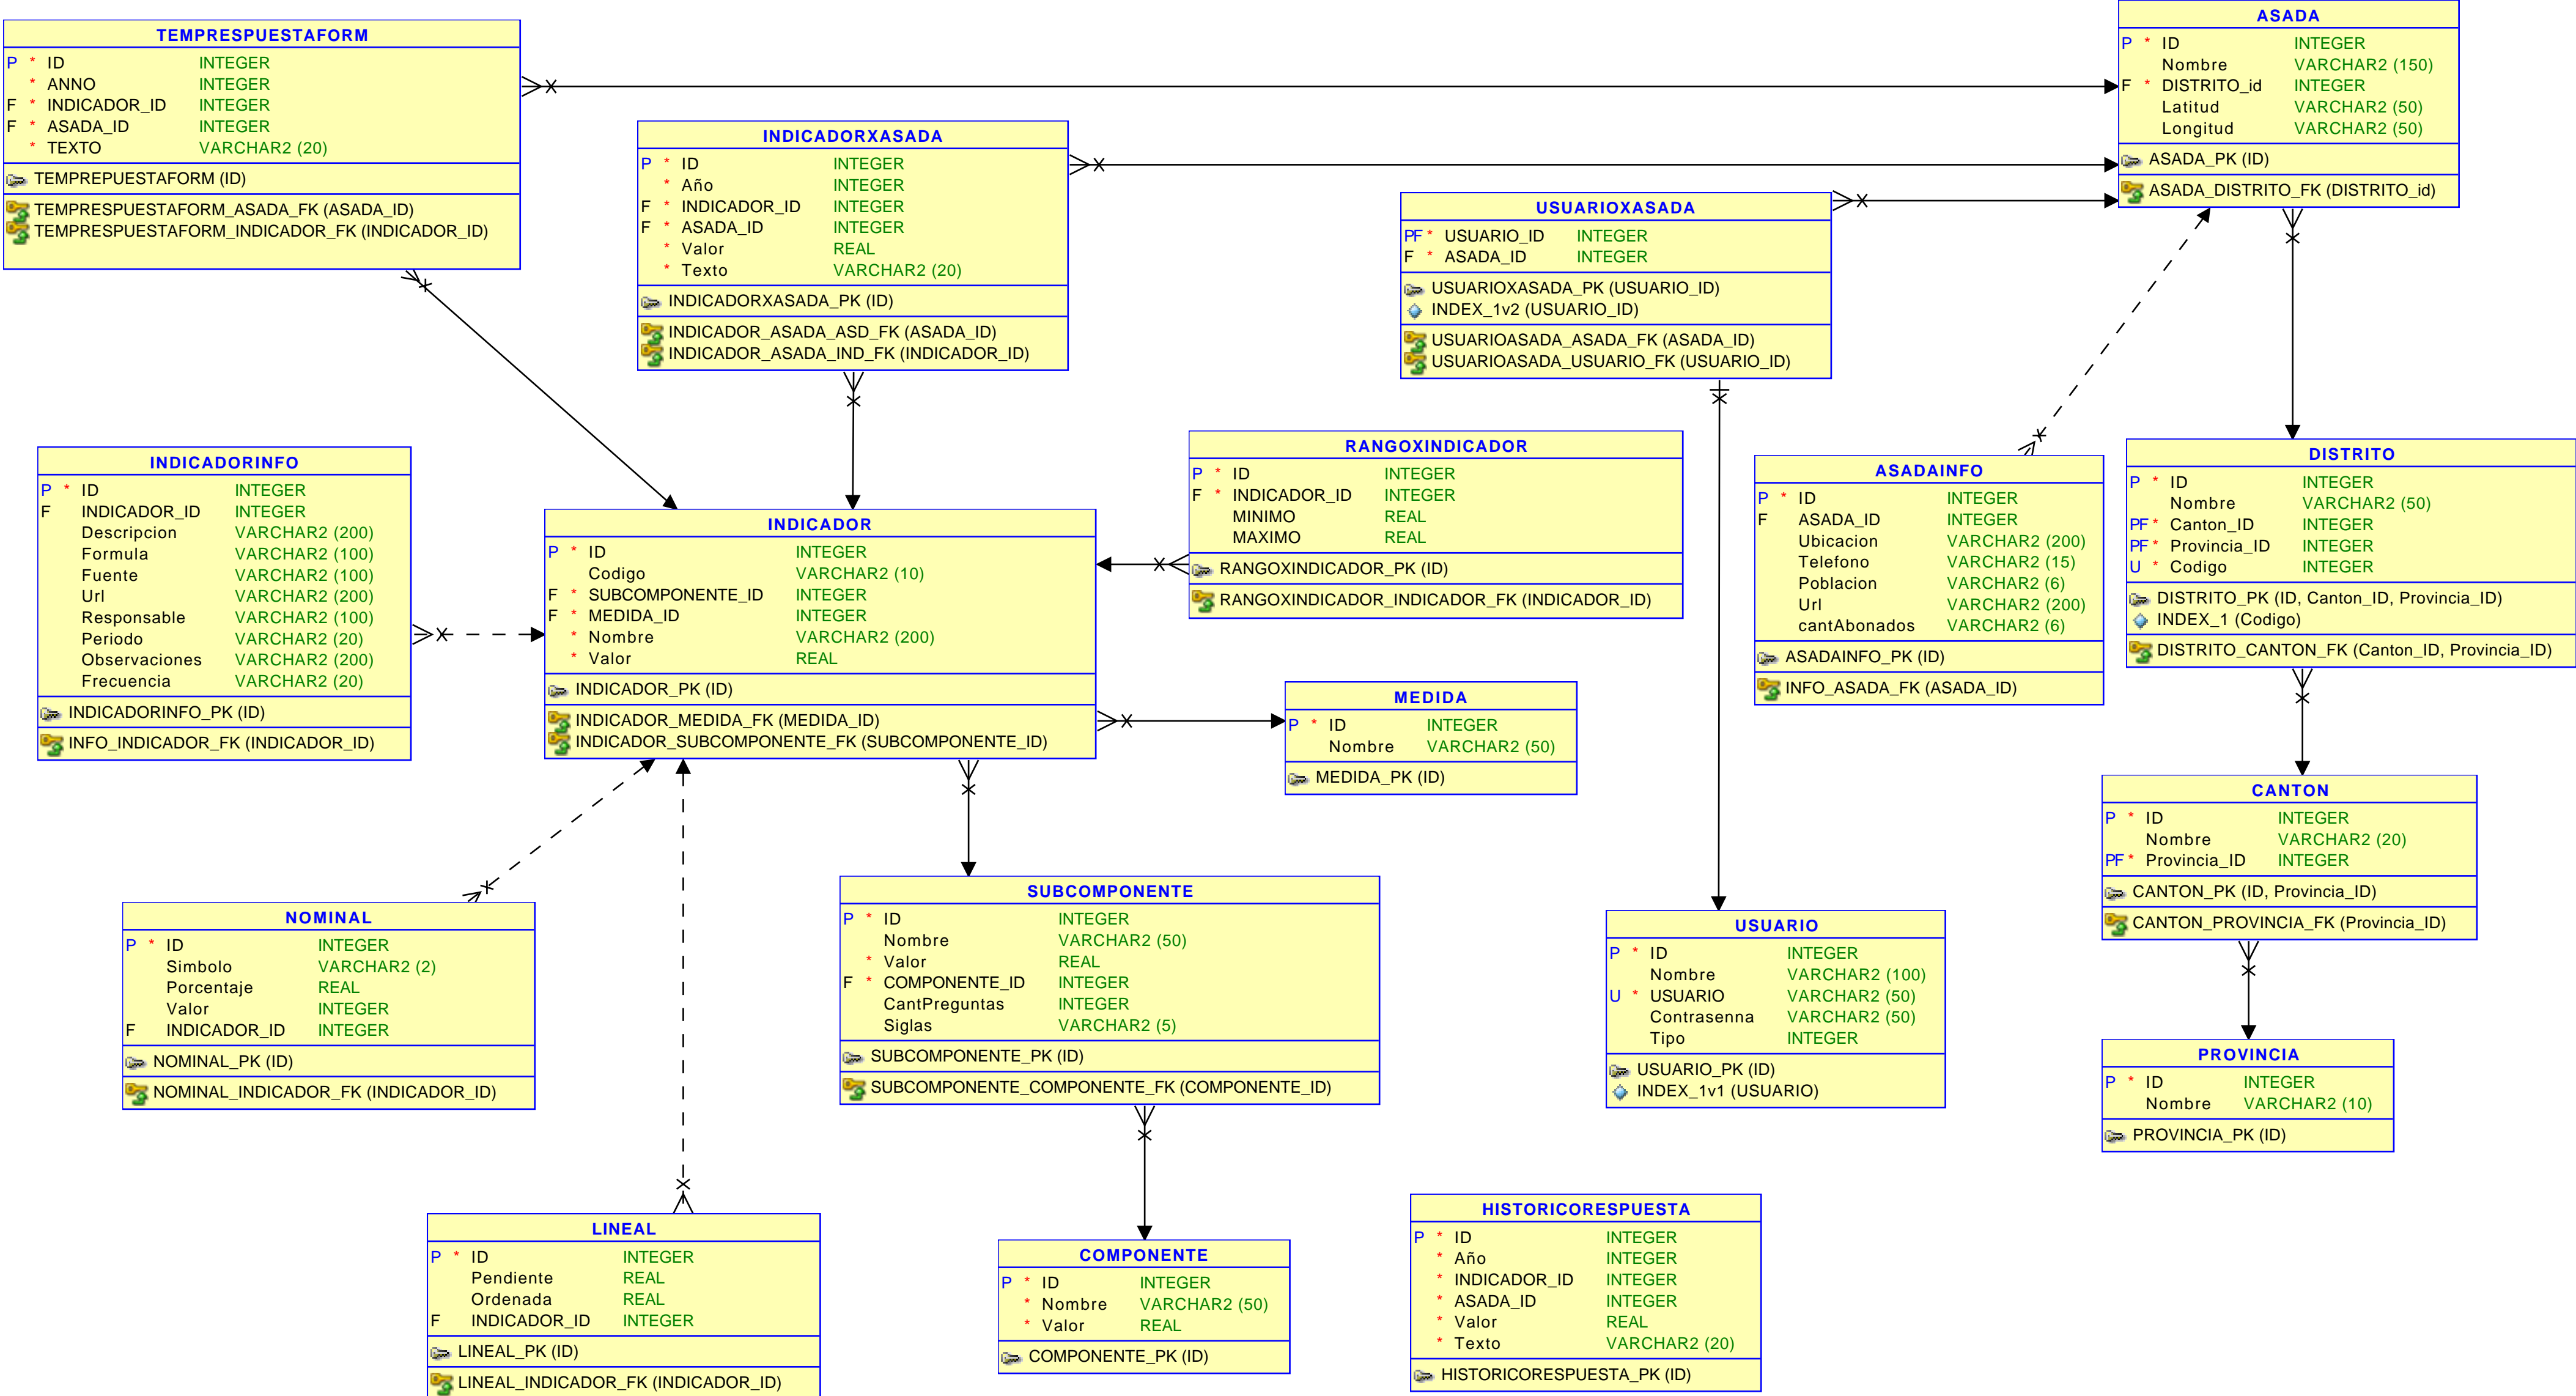 TEMPRESPUESTAFORM
P * ID INTEGER
* ANNO INTEGER
F * INDICADOR_ID INTEGER
F * ASADA_ID INTEGER
* TEXTO VARCHAR2 (20)
TEMPREPUESTAFORM (ID)
TEMPRESPUESTAFORM_ASADA_FK (ASADA_ID)
TEMPRESPUESTAFORM_INDICADOR_FK (INDICADOR_ID)
INDICADORXASADA
P * ID INTEGER
* Año INTEGER
F * INDICADOR_ID INTEGER
F * ASADA_ID INTEGER
* Valor REAL
* Texto VARCHAR2 (20)
INDICADORXASADA_PK (ID)
INDICADOR_ASADA_ASD_FK (ASADA_ID)
INDICADOR_ASADA_IND_FK (INDICADOR_ID)
USUARIOXASADA
PF * USUARIO_ID INTEGER
F * ASADA_ID INTEGER
USUARIOXASADA_PK (USUARIO_ID)
INDEX_1v2 (USUARIO_ID)
USUARIOASADA_ASADA_FK (ASADA_ID)
USUARIOASADA_USUARIO_FK (USUARIO_ID)
ASADA
P * ID INTEGER
Nombre VARCHAR2 (150)
F * DISTRITO_id INTEGER
Latitud VARCHAR2 (50)
Longitud VARCHAR2 (50)
ASADA_PK (ID)
ASADA_DISTRITO_FK (DISTRITO_id)
INDICADORINFO
P * ID INTEGER
F INDICADOR_ID INTEGER
Descripcion VARCHAR2 (200)
Formula VARCHAR2 (100)
Fuente VARCHAR2 (100)
Url VARCHAR2 (200)
Responsable VARCHAR2 (100)
Periodo VARCHAR2 (20)
Observaciones VARCHAR2 (200)
Frecuencia VARCHAR2 (20)
INDICADORINFO_PK (ID)
INFO_INDICADOR_FK (INDICADOR_ID)
INDICADOR
P * ID INTEGER
Codigo VARCHAR2 (10)
F * SUBCOMPONENTE_ID INTEGER
F * MEDIDA_ID INTEGER
* Nombre VARCHAR2 (200)
* Valor REAL
INDICADOR_PK (ID)
INDICADOR_MEDIDA_FK (MEDIDA_ID)
INDICADOR_SUBCOMPONENTE_FK (SUBCOMPONENTE_ID)
RANGOXINDICADOR
P * ID INTEGER
F * INDICADOR_ID INTEGER
MINIMO REAL
MAXIMO REAL
RANGOXINDICADOR_PK (ID)
RANGOXINDICADOR_INDICADOR_FK (INDICADOR_ID)
ASADAINFO
P * ID INTEGER
F ASADA_ID INTEGER
Ubicacion VARCHAR2 (200)
Telefono VARCHAR2 (15)
Poblacion VARCHAR2 (6)
Url VARCHAR2 (200)
cantAbonados VARCHAR2 (6)
ASADAINFO_PK (ID)
INFO_ASADA_FK (ASADA_ID)
DISTRITO
P * ID INTEGER
Nombre VARCHAR2 (50)
PF * Canton_ID INTEGER
PF * Provincia_ID INTEGER
U * Codigo INTEGER
DISTRITO_PK (ID, Canton_ID, Provincia_ID)
INDEX_1 (Codigo)
DISTRITO_CANTON_FK (Canton_ID, Provincia_ID)
MEDIDA
P * ID INTEGER
Nombre VARCHAR2 (50)
MEDIDA_PK (ID)
CANTON
P * ID INTEGER
Nombre VARCHAR2 (20)
PF * Provincia_ID INTEGER
CANTON_PK (ID, Provincia_ID)
CANTON_PROVINCIA_FK (Provincia_ID)
NOMINAL
P * ID INTEGER
Simbolo VARCHAR2 (2)
Porcentaje REAL
Valor INTEGER
F INDICADOR_ID INTEGER
NOMINAL_PK (ID)
NOMINAL_INDICADOR_FK (INDICADOR_ID)
SUBCOMPONENTE
P * ID INTEGER
Nombre VARCHAR2 (50)
* Valor REAL
F * COMPONENTE_ID INTEGER
CantPreguntas INTEGER
Siglas VARCHAR2 (5)
SUBCOMPONENTE_PK (ID)
SUBCOMPONENTE_COMPONENTE_FK (COMPONENTE_ID)
USUARIO
P * ID INTEGER
Nombre VARCHAR2 (100)
U * USUARIO VARCHAR2 (50)
Contrasenna VARCHAR2 (50)
Tipo INTEGER
USUARIO_PK (ID)
INDEX_1v1 (USUARIO)
PROVINCIA
P * ID INTEGER
Nombre VARCHAR2 (10)
PROVINCIA_PK (ID)
LINEAL
P * ID INTEGER
Pendiente REAL
Ordenada REAL
F INDICADOR_ID INTEGER
LINEAL_PK (ID)
LINEAL_INDICADOR_FK (INDICADOR_ID)
COMPONENTE
P * ID INTEGER
* Nombre VARCHAR2 (50)
* Valor REAL
COMPONENTE_PK (ID)
HISTORICORESPUESTA
P * ID INTEGER
* Año INTEGER
* INDICADOR_ID INTEGER
* ASADA_ID INTEGER
* Valor REAL
* Texto VARCHAR2 (20)
HISTORICORESPUESTA_PK (ID)